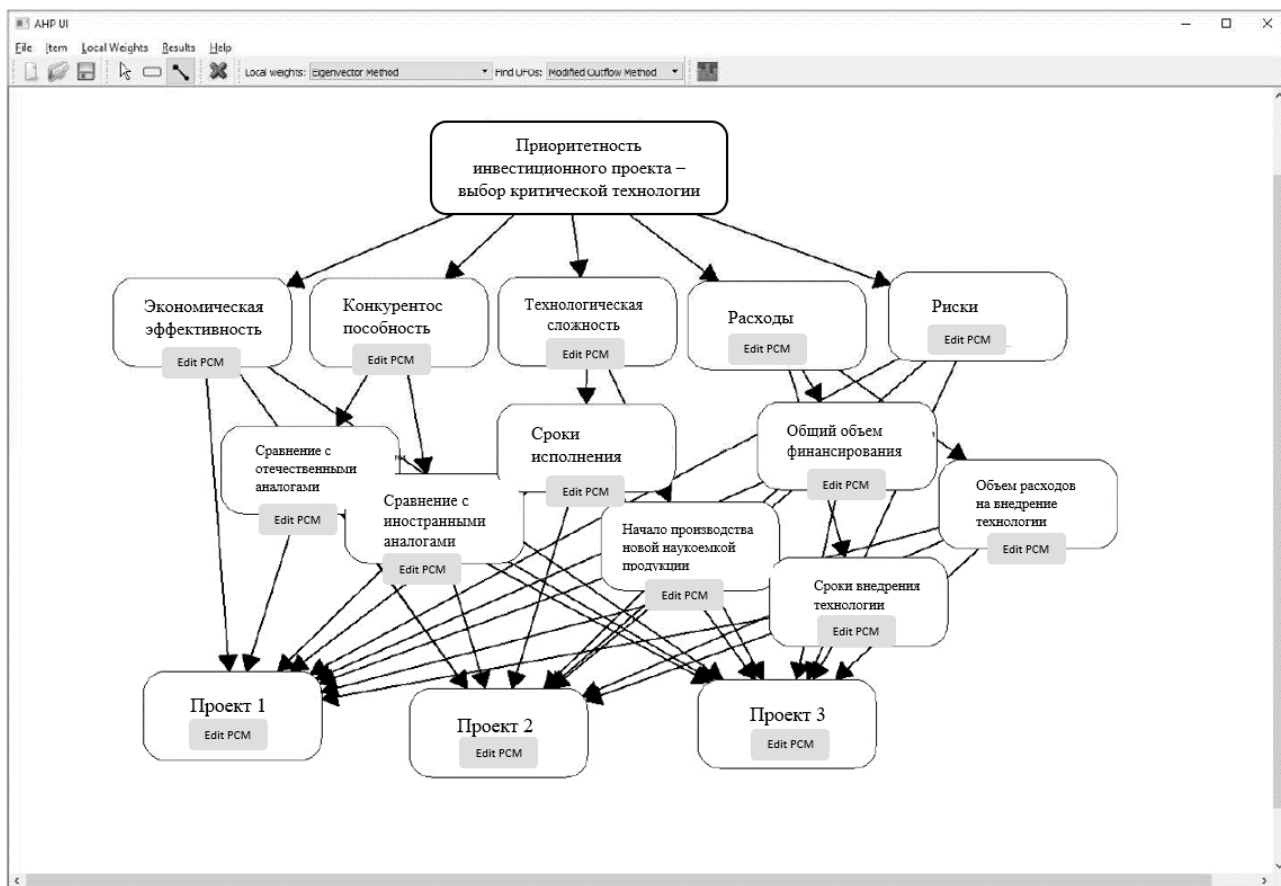 AHP UI
File Item Local Weights Results Help
Local weights: Eigenvector Method Find UFOs: Modified Outflow Method
Приоритетность
инвестиционного проекта –
выбор критической технологии
Экономическая
эффективность
Edit PCM
Конкурентос
пособность
Edit PCM
Технологическая
сложность
Edit PCM
Расходы
Edit PCM
Риски
Edit PCM
Сравнение с
отечественными
аналогами
Edit PCM
Сравнение с
иностранными
аналогами
Edit PCM
Сроки
исполнения
Edit PCM
Начало производства
новой наукоемкой
продукции
Edit PCM
Общий объем
финансирования
Edit PCM
Сроки внедрения
технологии
Edit PCM
Объем расходов
на внедрение
технологии
Edit PCM
Проект 1
Edit PCM
Проект 2
Edit PCM
Проект 3
Edit PCM